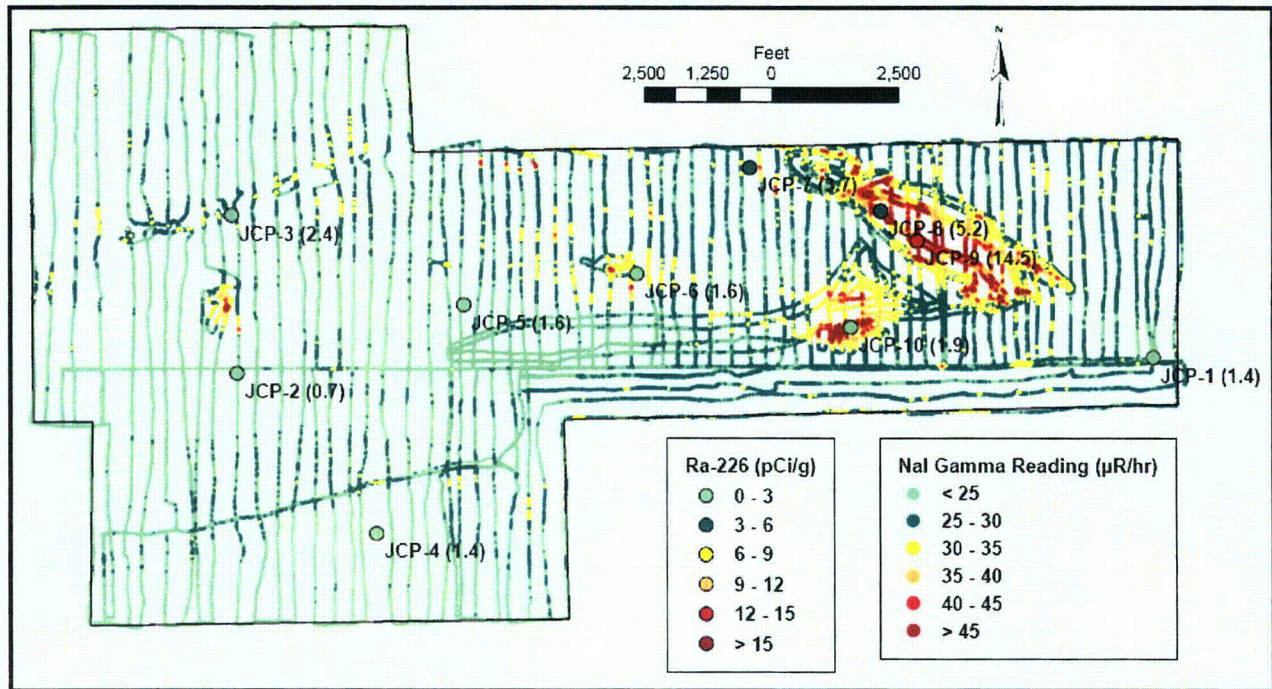 N
Feet
2,500 1,250 0 2,500
JCP-7 (3.7)
JCP-3 (2.4)
JCP-8 (5.2)
JCP-9 (14.5)
JCP-6 (1.6)
JCP-5 (1.6)
JCP-10 (1.9)
JCP-2 (0.7)
JCP-1 (1.4)
JCP-4 (1.4)
Ra-226 (pCi/g)
0 - 3
3 - 6
6 - 9
9 - 12
12 - 15
> 15
NaI Gamma Reading (µR/hr)
< 25
25 - 30
30 - 35
35 - 40
40 - 45
> 45